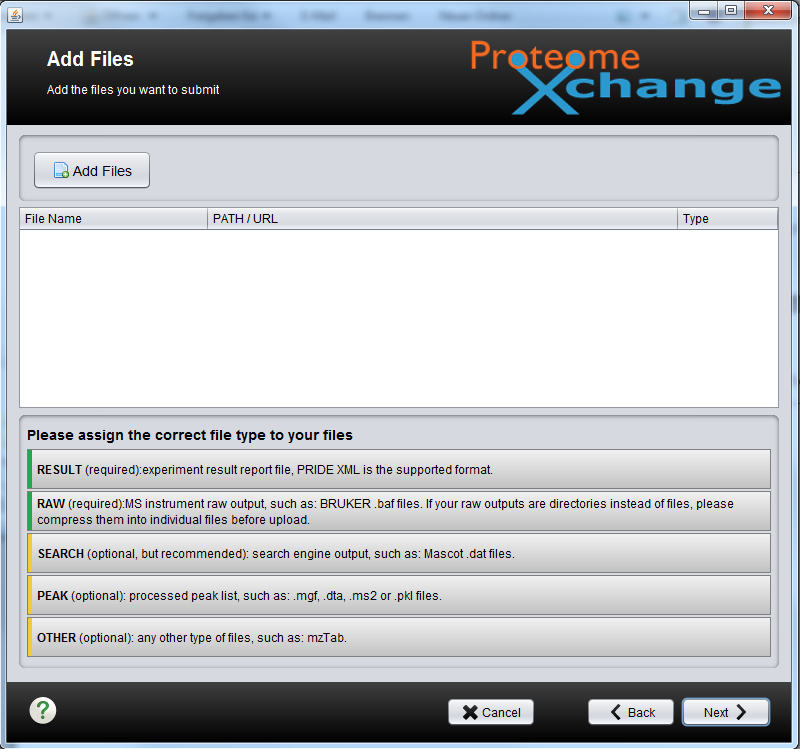 Add Files
Add the files you want to submit
Proteome
Xchange
Add Files
File Name PATH / URL Type
Please assign the correct file type to your files
RESULT (required):experiment result report file, PRIDE XML is the supported format.
RAW (required):MS instrument raw output, such as: BRUKER .baf files. If your raw outputs are directories instead of files, please
compress them into individual files before upload.
SEARCH (optional, but recommended): search engine output, such as: Mascot .dat files.
PEAK (optional): processed peak list, such as: .mgf, .dta, .ms2 or .pkl files.
OTHER (optional): any other type of files, such as: mzTab.
? Cancel Back Next